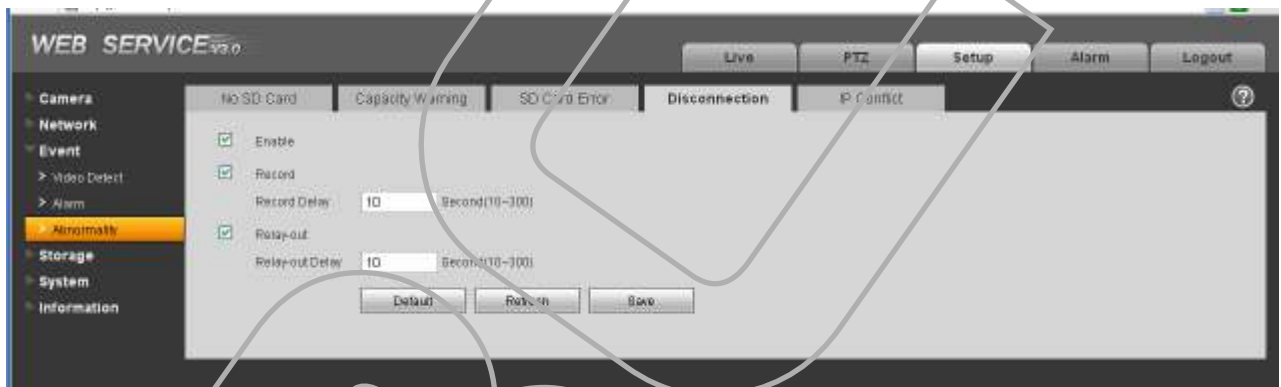 WEB SERVICE V3.0
Live PTZ Setup Alarm Logout
Camera
Network
Event
> Video Detect
> Alarm
> Abnormality
Storage
System
Information
No SD Card Capacity Warning SD Card Error Disconnection IP Conflict
?
Enable
Record
Record Delay 10 Second(10~300)
Relay-out
Relay-out Delay 10 Second(10~300)
Default Refresh Save